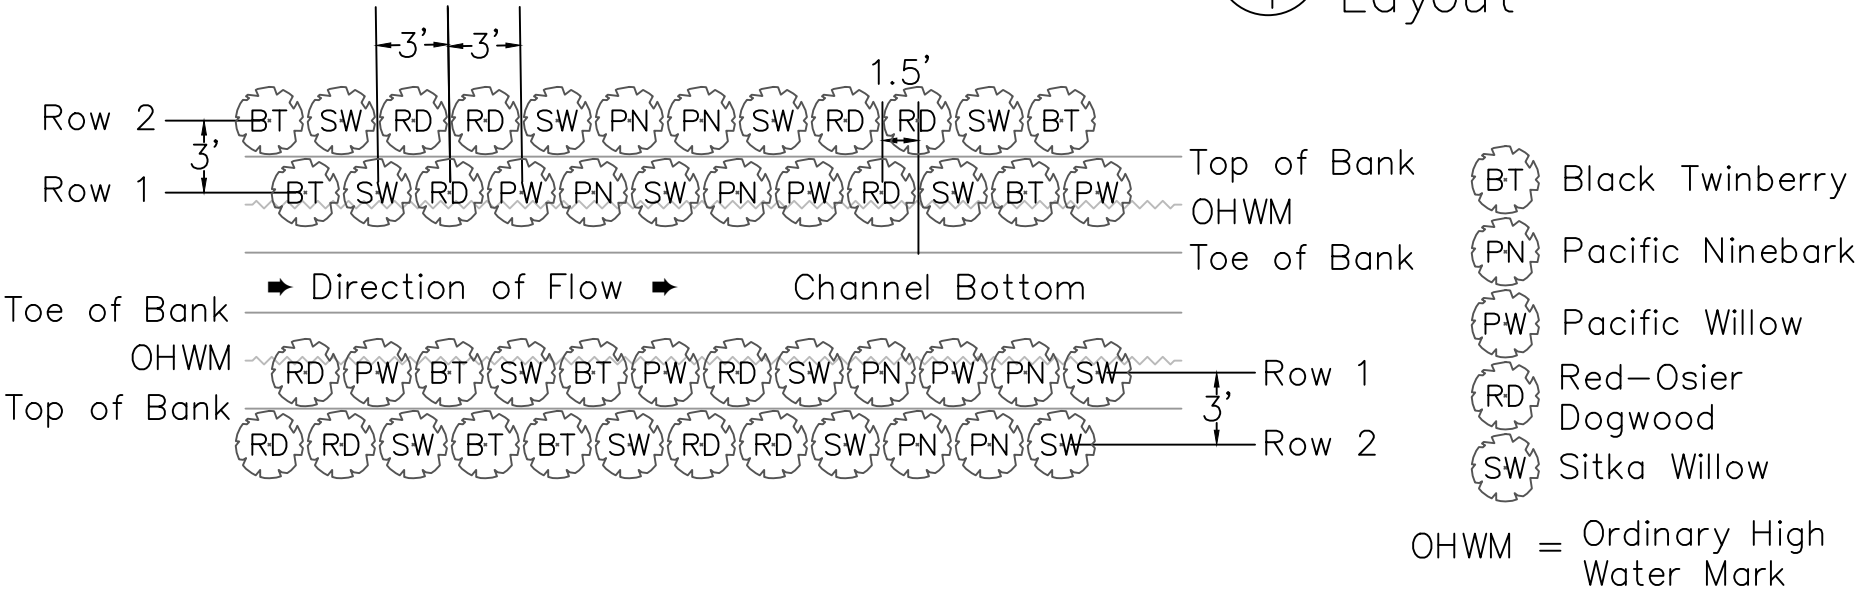 Layout
3' 3'
1.5'
Row 2 BT SW RD RD SW PN PN SW RD RD SW BT
3'
Top of Bank
Row 1 BT SW RD PW PN SW PN PW RD SW BT PW
OHWM
Toe of Bank
Direction of Flow Channel Bottom
Toe of Bank
OHWM
RD PW BT SW BT PW RD SW PN PW PN SW Row 1
Top of Bank
3'
RD RD SW BT BT SW RD RD SW PN PN SW Row 2
BT Black Twinberry
PN Pacific Ninebark
PW Pacific Willow
RD Red-Osier
Dogwood
SW Sitka Willow
OHWM = Ordinary High
Water Mark